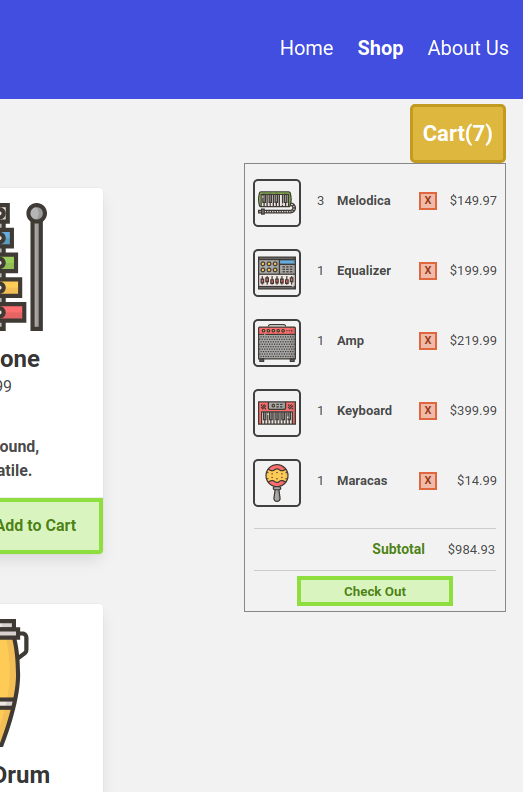 Home Shop About Us
Cart(7)
3 Melodica X $149.97
1 Equalizer X $199.99
1 Amp X $219.99
1 Keyboard X $399.99
1 Maracas X $14.99
Subtotal $984.93
Check Out
one
99
ound,
atile.
Add to Cart
Drum